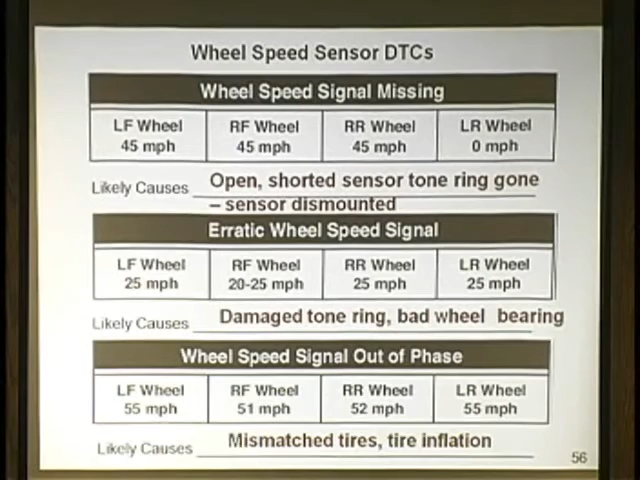 Wheel Speed Sensor DTCs
Wheel Speed Signal Missing
LF Wheel RF Wheel RR Wheel LR Wheel
45 mph 45 mph 45 mph 0 mph
Likely Causes Open, shorted sensor tone ring gone
– sensor dismounted
Erratic Wheel Speed Signal
LF Wheel RF Wheel RR Wheel LR Wheel
25 mph 20-25 mph 25 mph 25 mph
Likely Causes Damaged tone ring, bad wheel bearing
Wheel Speed Signal Out of Phase
LF Wheel RF Wheel RR Wheel LR Wheel
55 mph 51 mph 52 mph 55 mph
Likely Causes Mismatched tires, tire inflation
56